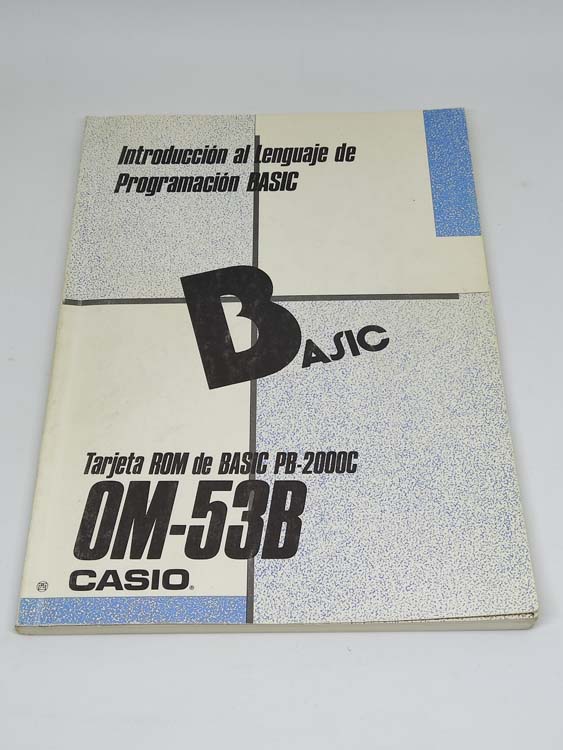 Introducción al Lenguaje de
Programación BASIC
BASIC
Tarjeta ROM de BASIC PB-2000C
OM-53B
CASIO®